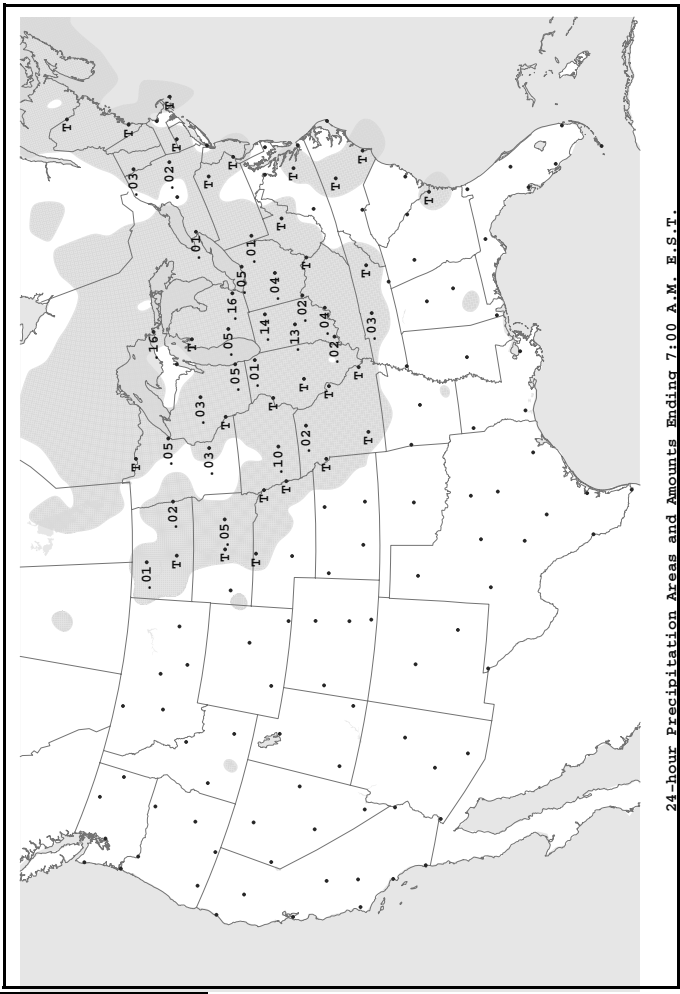 T
T
.03
T
.01
.16
.05
.02
T
.02
T
T
T
.01
.03
T
.03
T
T
.05
.05
.16
T
.05
.05
.01
.01
T
T
.14
T
.04
.10
T
T
T
.13
.02
T
T
.02
.04
T
T
.02
T
T
T
T
T
.03
T
24-hour Precipitation Areas and Amounts Ending 7:00 A.M. E.S.T.